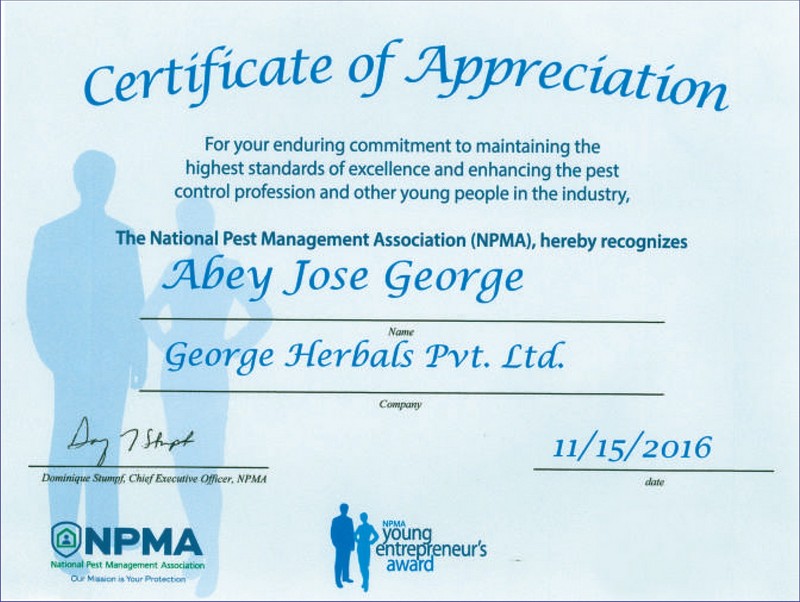 Certificate of Appreciation
For your enduring commitment to maintaining the
highest standards of excellence and enhancing the pest
control profession and other young people in the industry,
The National Pest Management Association (NPMA), hereby recognizes
Abey Jose George
Name
George Herbals Pvt. Ltd.
Company
11/15/2016
Dominique Stumpf, Chief Executive Officer, NPMA
date
NPMA
National Pest Management Association
Our Mission is Your Protection
NPMA
young
entrepreneur's
award